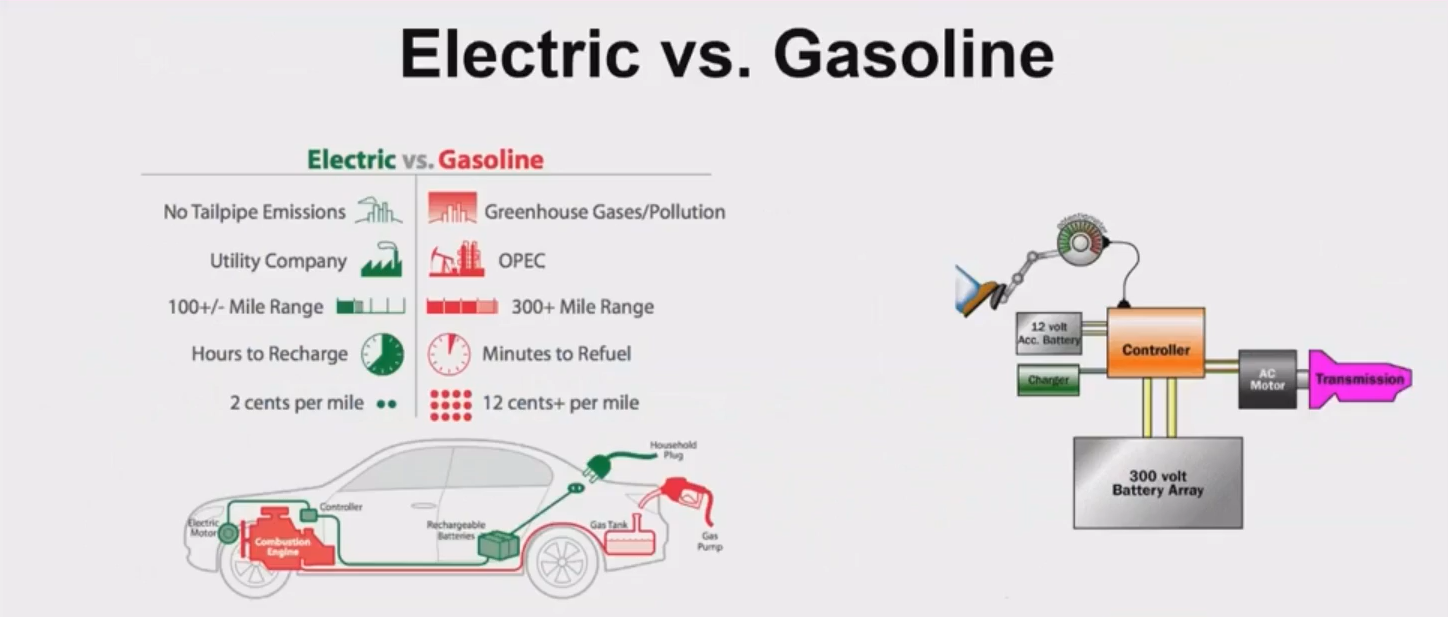 Electric vs. Gasoline
Electric vs. Gasoline
No Tailpipe Emissions
Greenhouse Gases/Pollution
Utility Company
OPEC
100+/- Mile Range
300+ Mile Range
Hours to Recharge
Minutes to Refuel
2 cents per mile
12 cents+ per mile
Household
Plug
Controller
Electric
Motor
Combustion
Engine
Rechargeable
Batteries
Gas Tank
Gas
Pump
Potentiometer
12 volt
Acc. Battery
Controller
Charger
AC
Motor
Transmission
300 volt
Battery Array